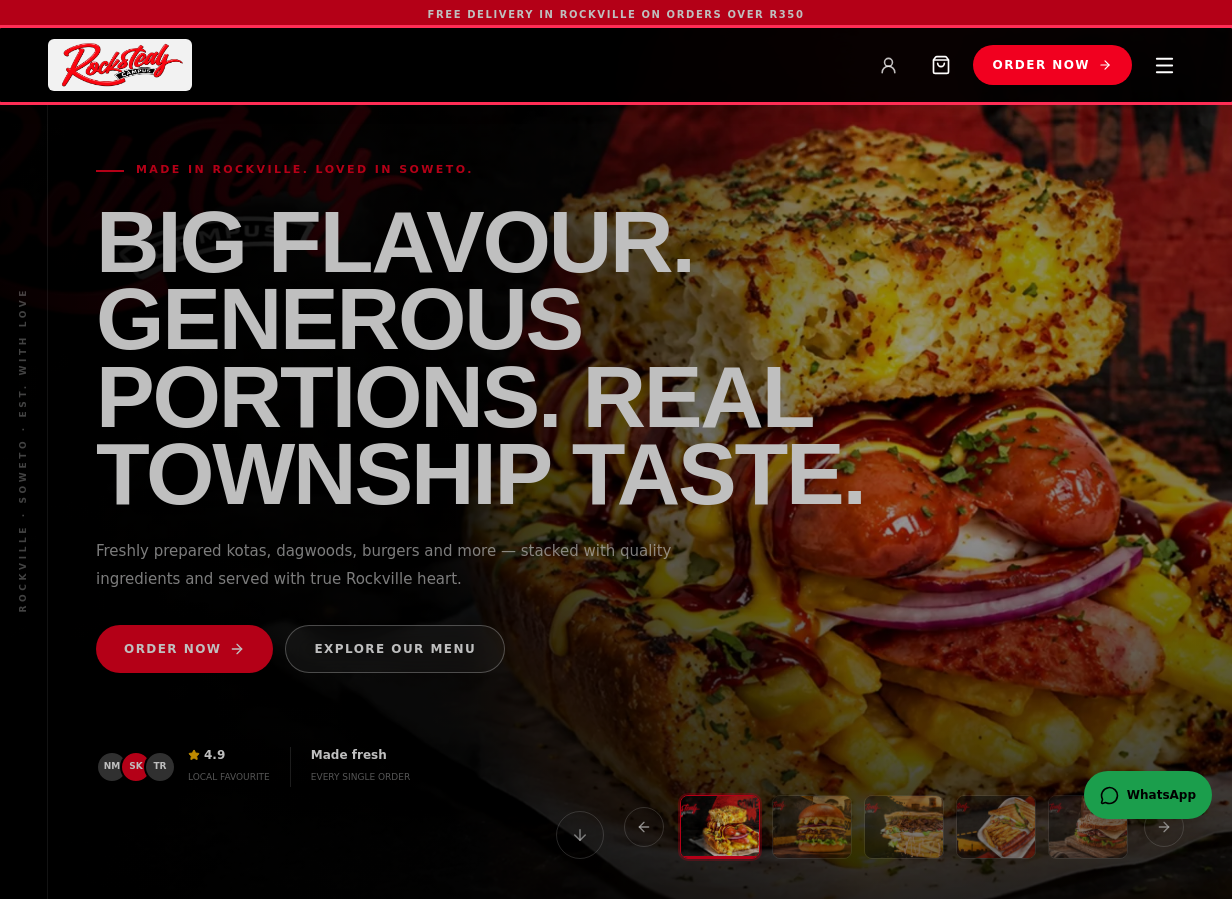 FREE DELIVERY IN ROCKVILLE ON ORDERS OVER R350
Rocksteady
CAMPUS
ORDER NOW
MADE IN ROCKVILLE. LOVED IN SOWETO.
BIG FLAVOUR.
GENEROUS
PORTIONS. REAL
TOWNSHIP TASTE.
ROCKVILLE · SOWETO · EST. WITH LOVE
Freshly prepared kotas, dagwoods, burgers and more — stacked with quality
ingredients and served with true Rockville heart.
ORDER NOW
EXPLORE OUR MENU
NM
SK
TR
4.9
LOCAL FAVOURITE
Made fresh
EVERY SINGLE ORDER
WhatsApp